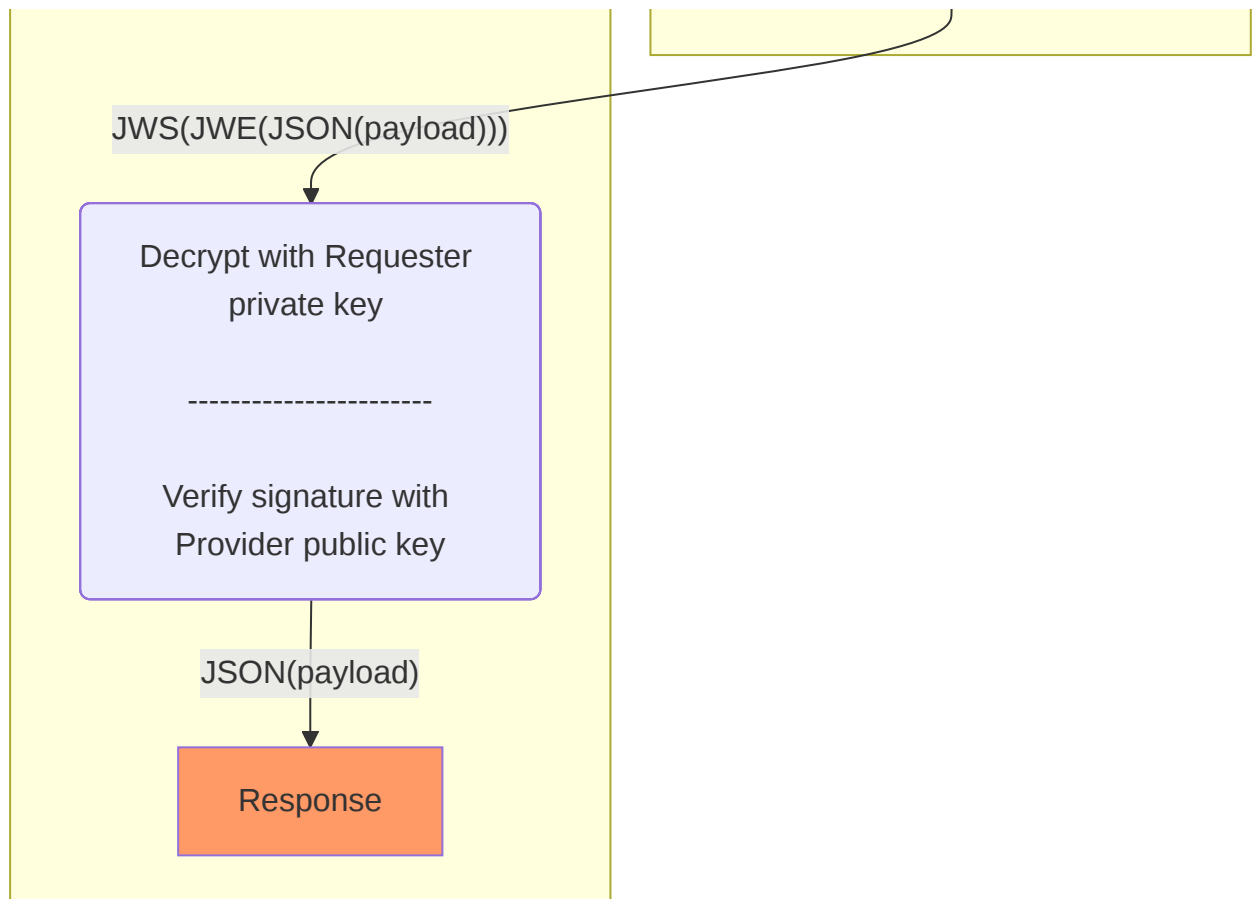 JWS(JWE(JSON(payload)))
Decrypt with Requester
private key
-----------------------
Verify signature with
Provider public key
JSON(payload)
Response